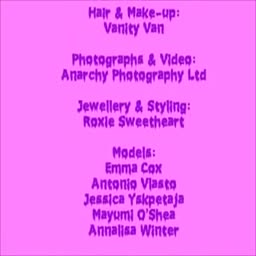 Hair & Make-up:
Vanity Van
Photographs & Video:
Anarchy Photography Ltd
Jewellery & Styling:
Roxie Sweetheart
Models:
Emma Cox
Antonio Vlasto
Jessica Yskpetaja
Mayumi O'Shea
Annalisa Winter